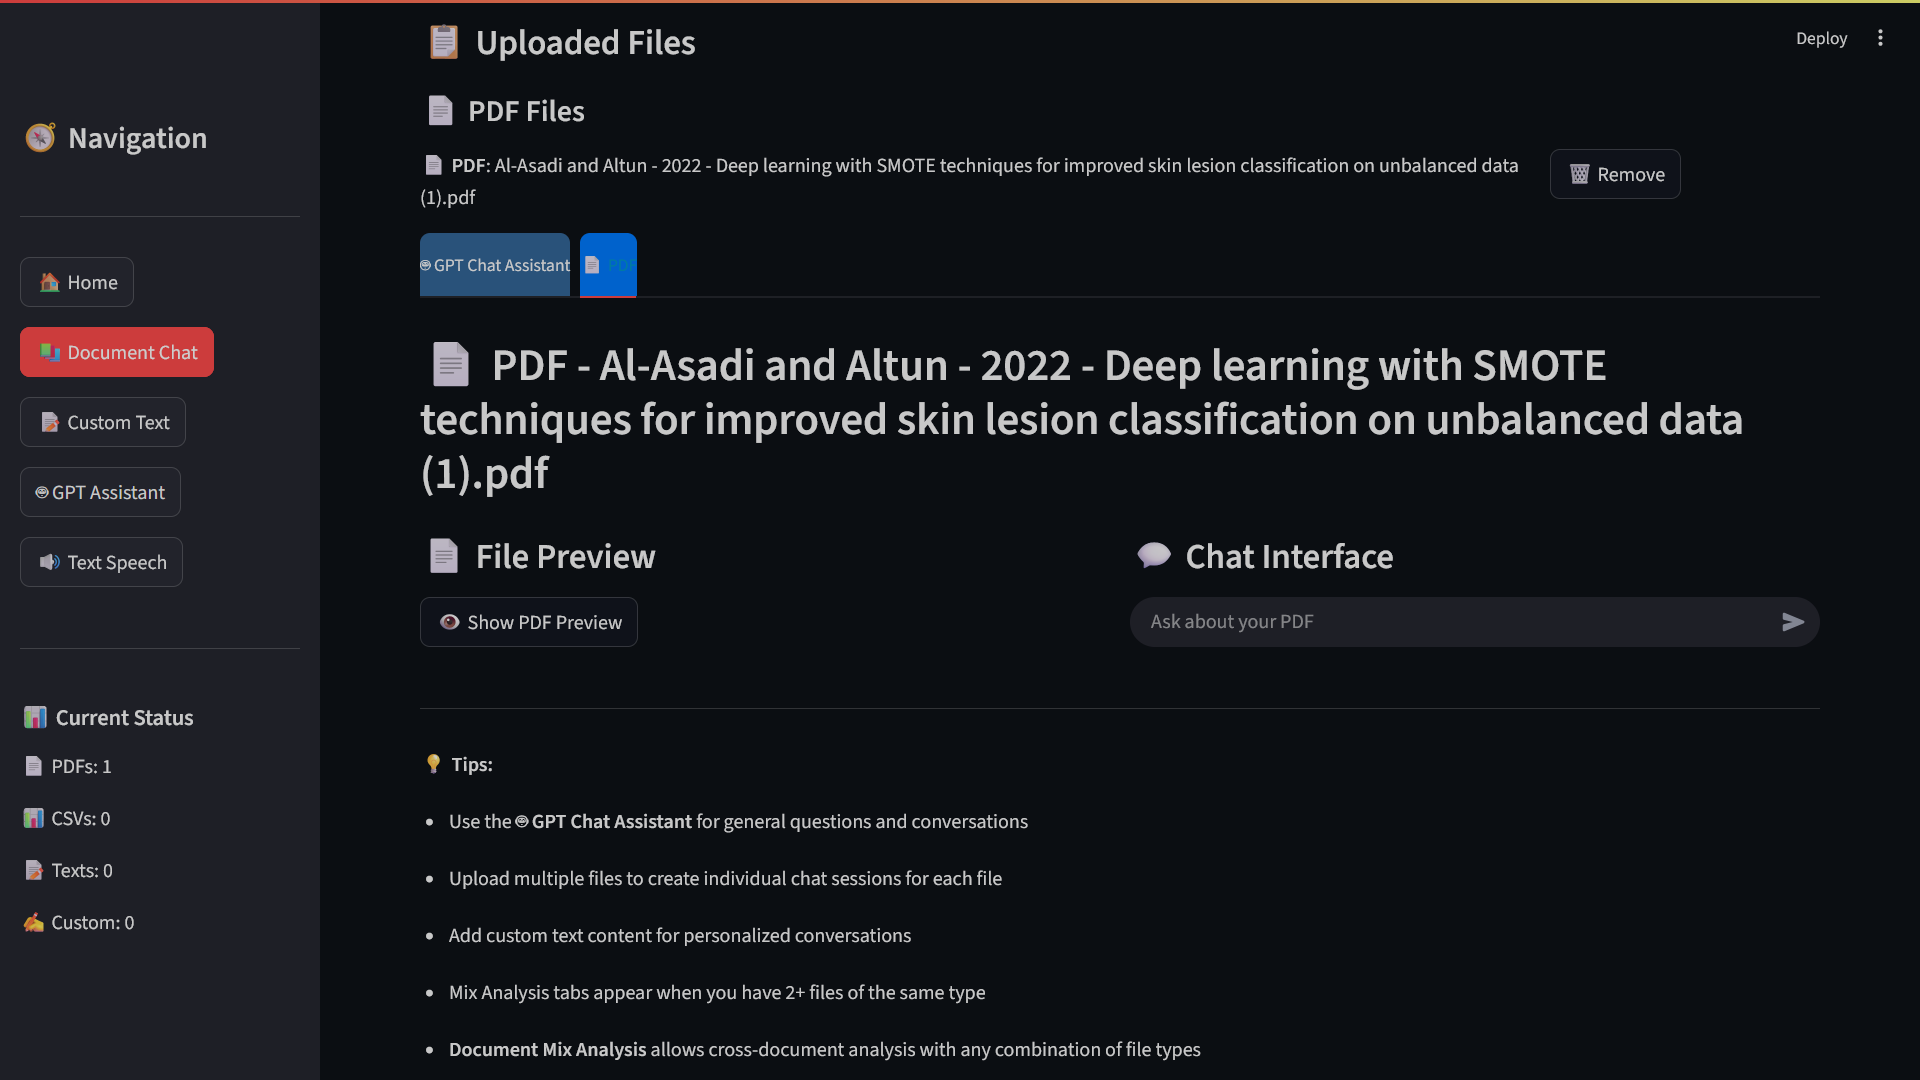 Deploy
Uploaded Files
PDF Files
PDF: Al-Asadi and Altun - 2022 - Deep learning with SMOTE techniques for improved skin lesion classification on unbalanced data
(1).pdf
Remove
GPT Chat Assistant
PDF
PDF - Al-Asadi and Altun - 2022 - Deep learning with SMOTE
techniques for improved skin lesion classification on unbalanced data
(1).pdf
File Preview
Show PDF Preview
Chat Interface
Ask about your PDF
Tips:
• Use the GPT Chat Assistant for general questions and conversations
• Upload multiple files to create individual chat sessions for each file
• Add custom text content for personalized conversations
• Mix Analysis tabs appear when you have 2+ files of the same type
• Document Mix Analysis allows cross-document analysis with any combination of file types
Navigation
Home
Document Chat
Custom Text
GPT Assistant
Text Speech
Current Status
PDFs: 1
CSVs: 0
Texts: 0
Custom: 0